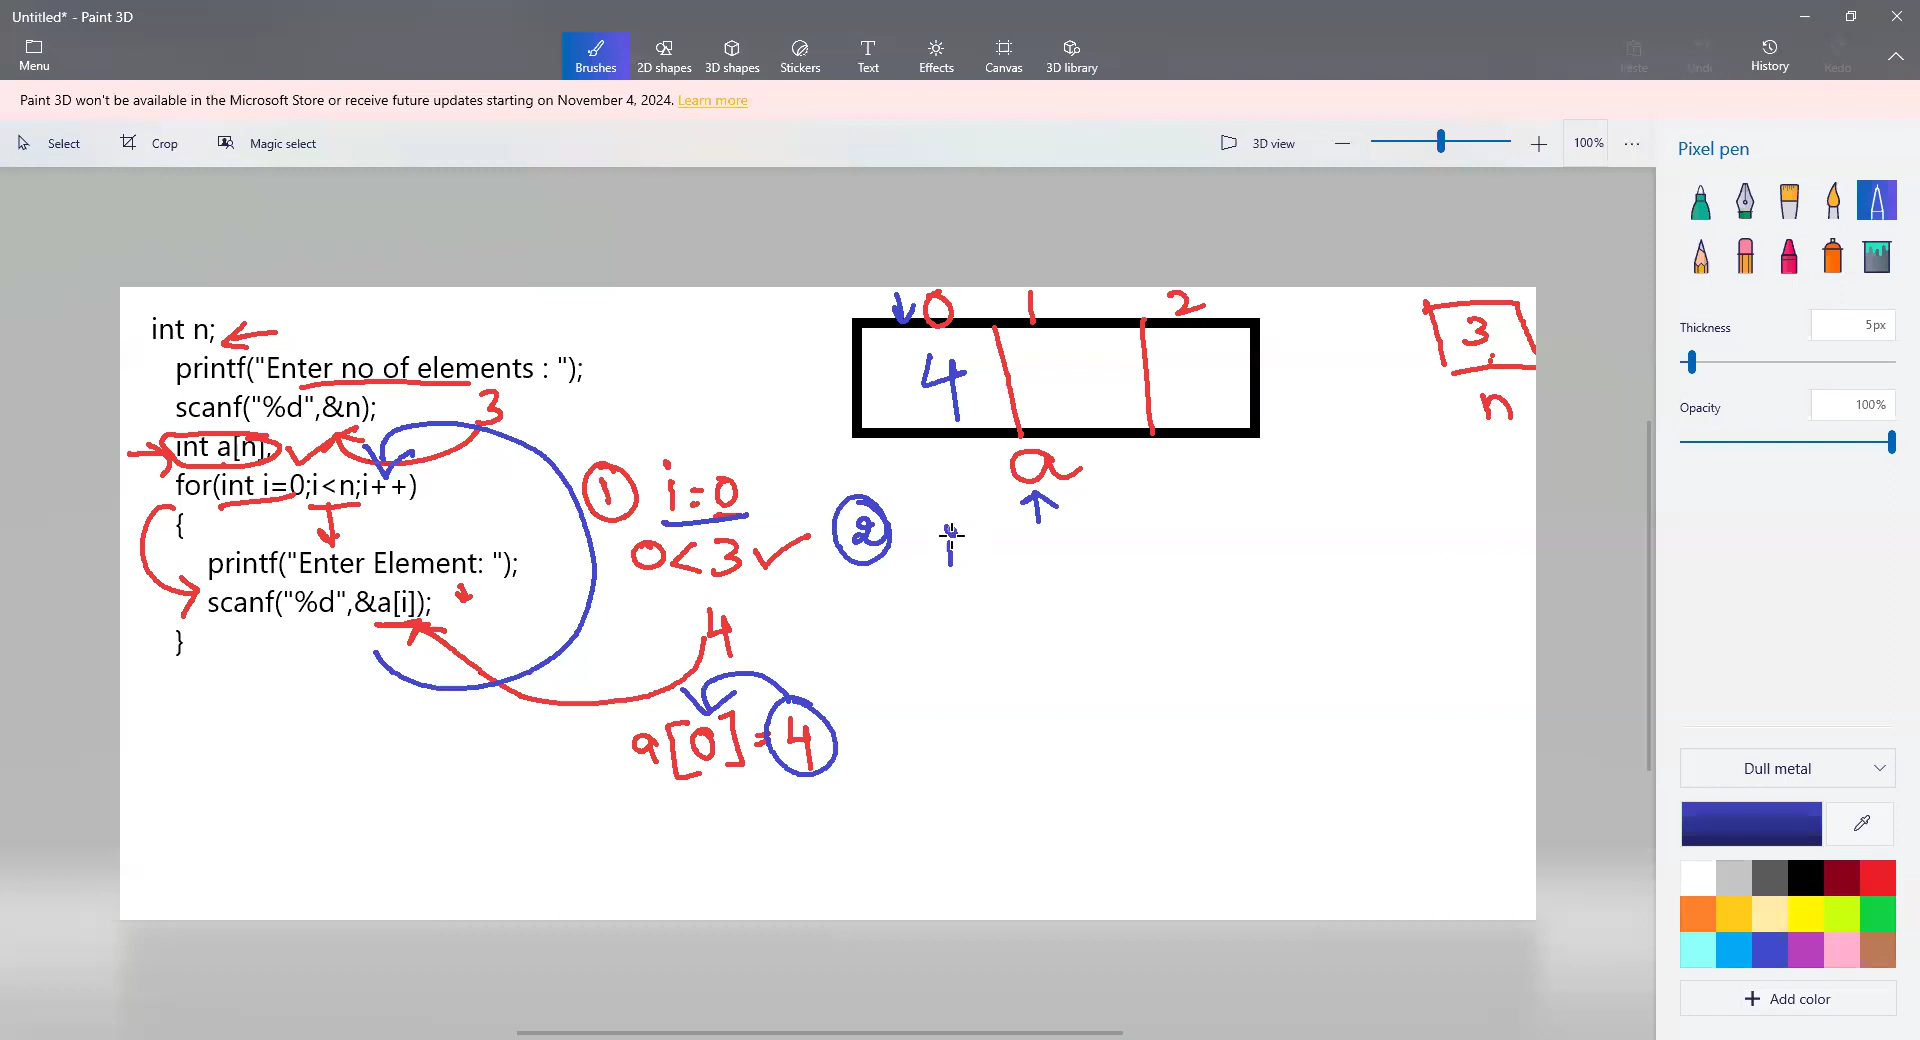 Untitled* - Paint 3D
Menu
Brushes
2D shapes
3D shapes
Stickers
Text
Effects
Canvas
3D library
Paste
Undo
History
Redo
Paint 3D won't be available in the Microsoft Store or receive future updates starting on November 4, 2024. Learn more
Select
Crop
Magic select
3D view
100%
...
Pixel pen
Thickness
5px
Opacity
100%
Dull metal
Add color
int n;
printf("Enter no of elements : ");
scanf("%d",&n);
3
int a[n];
for(int i=0;i<n;i++)
{
printf("Enter Element: ");
scanf("%d",&a[i]);
}
0 1 2
4
a
3
n
1 i=0
0<3
2 i
4
a[0]=4